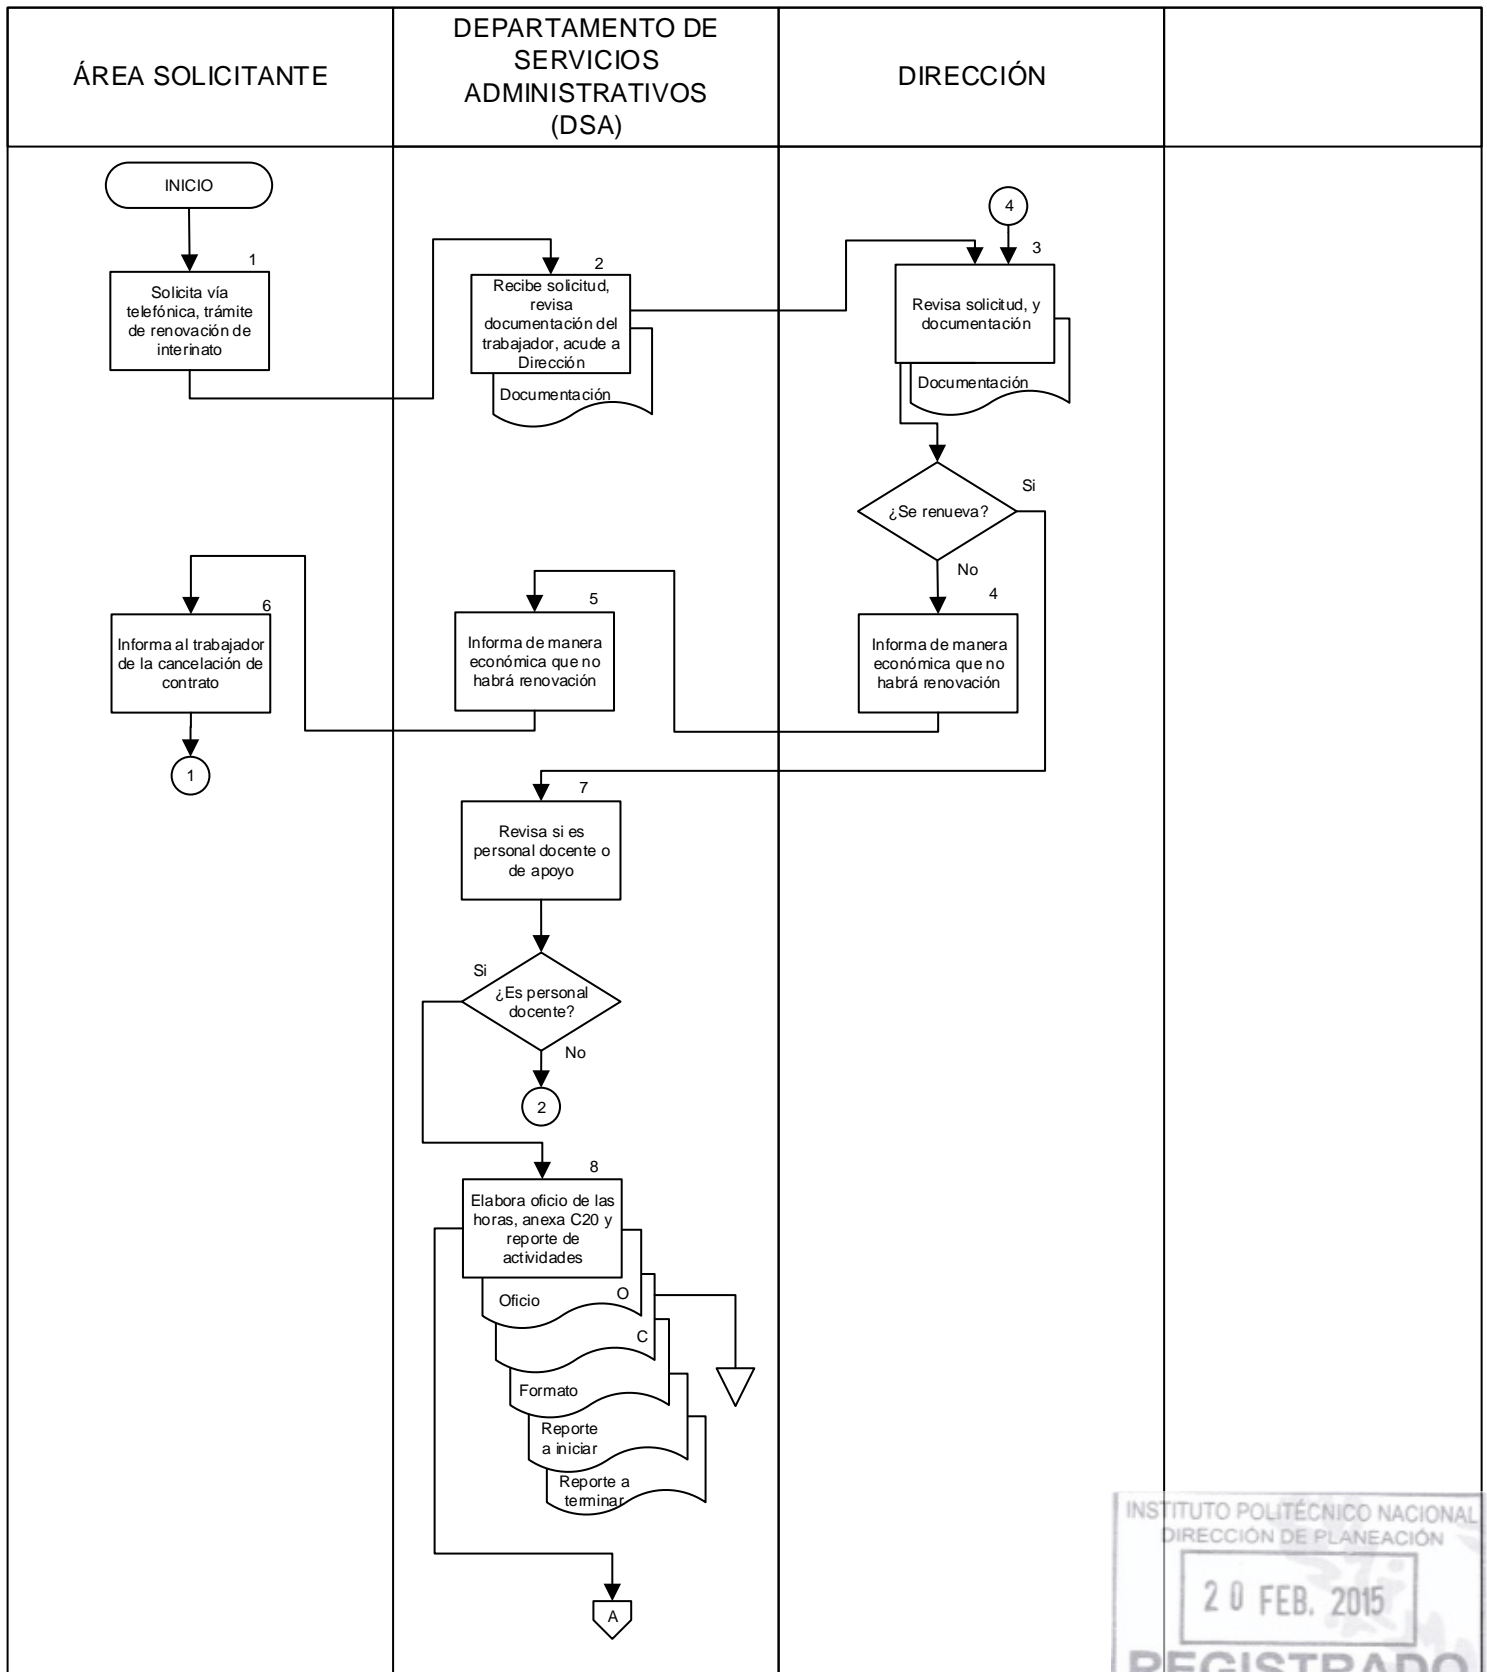 ÁREA SOLICITANTE
DEPARTAMENTO DE
SERVICIOS
ADMINISTRATIVOS
(DSA)
DIRECCIÓN
INICIO
1
Solicita vía
telefónica, trámite
de renovación de
interinato
2
Recibe solicitud,
revisa
documentación del
trabajador, acude a
Dirección
Documentación
4
3
Revisa solicitud, y
documentación
Documentación
¿Se renueva?
Si
No
4
Informa de manera
económica que no
habrá renovación
5
Informa de manera
económica que no
habrá renovación
6
Informa al trabajador
de la cancelación de
contrato
1
7
Revisa si es
personal docente o
de apoyo
Si
¿Es personal
docente?
No
2
8
Elabora oficio de las
horas, anexa C20 y
reporte de
actividades
Oficio
O
C
Formato
Reporte
a iniciar
Reporte a
terminar
A
INSTITUTO POLITÉCNICO NACIONAL
DIRECCIÓN DE PLANEACIÓN
20 FEB. 2015
REGISTRADO